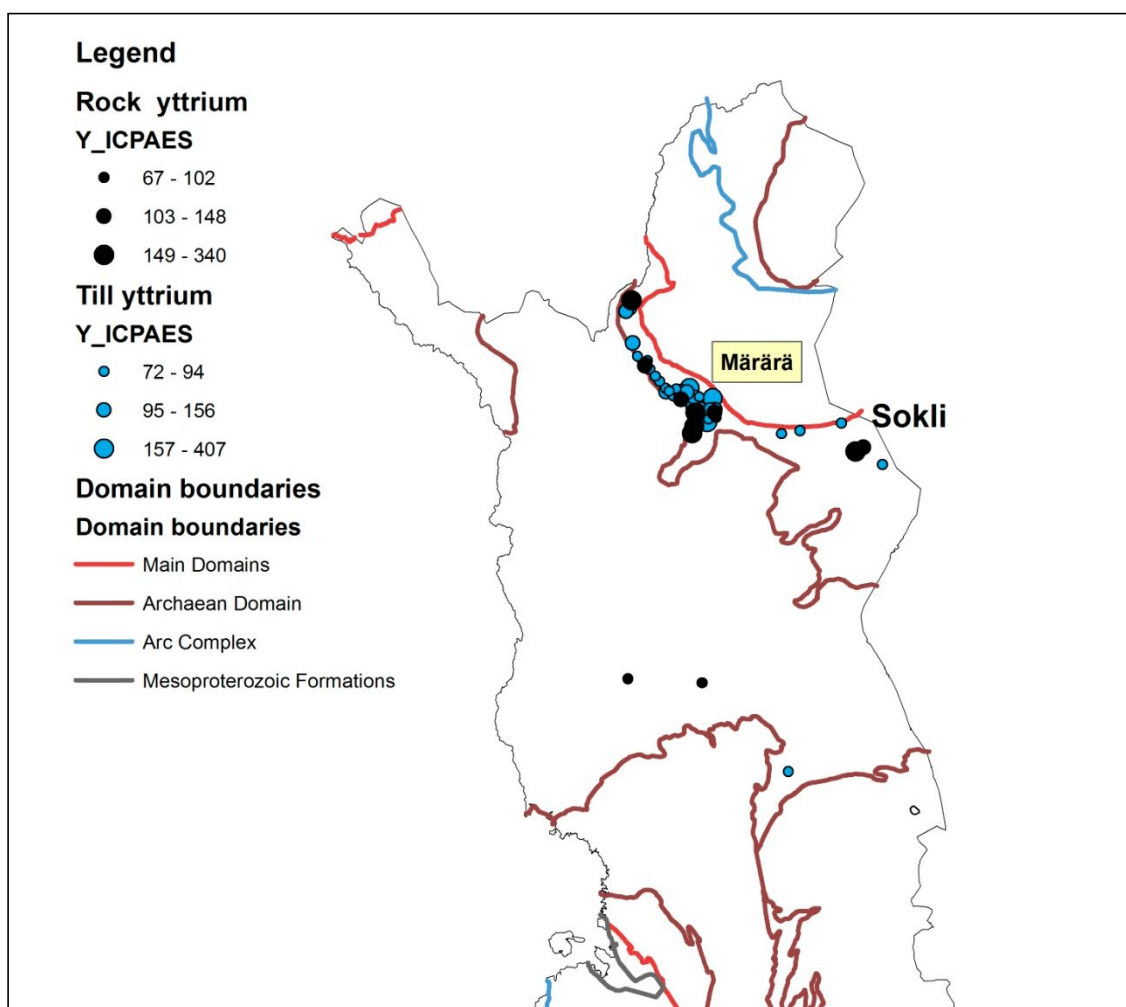 Legend
Rock yttrium
Y_ICPAES
67 - 102
103 - 148
149 - 340
Till yttrium
Y_ICPAES
72 - 94
95 - 156
157 - 407
Domain boundaries
Domain boundaries
Main Domains
Archaean Domain
Arc Complex
Mesoproterozoic Formations
Märärä
Sokli